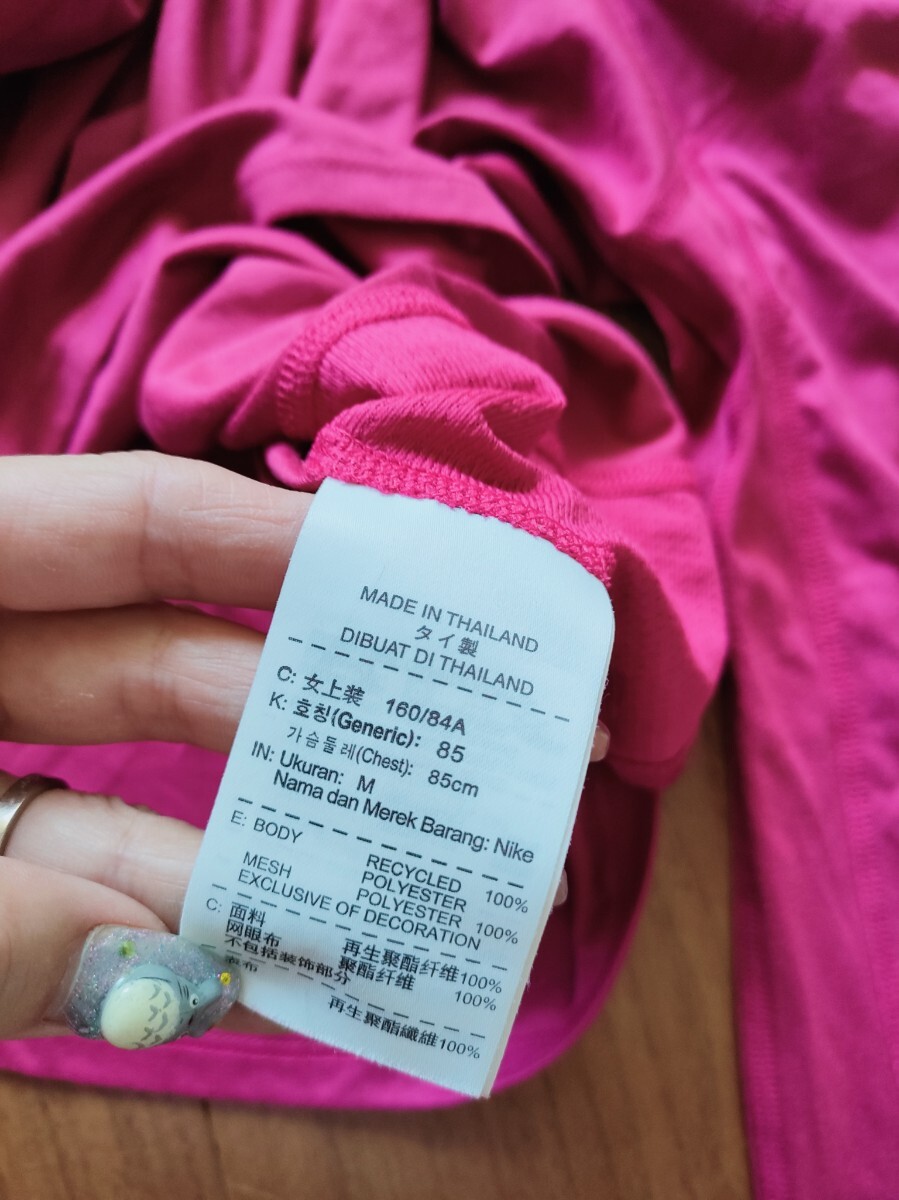 MADE IN THAILAND
タイ製
DIBUAT DI THAILAND
C: 女上装 160/84A
K: 호칭(Generic): 85
가슴둘레(Chest): 85cm
IN: Ukuran: M
Nama dan Merek Barang: Nike
E: BODY
RECYCLED
POLYESTER 100%
MESH POLYESTER 100%
EXCLUSIVE OF DECORATION
C: 面料 再生聚酯纤维100%
网眼布 聚酯纤维 100%
不包括装饰部分
再生聚酯纖維100%